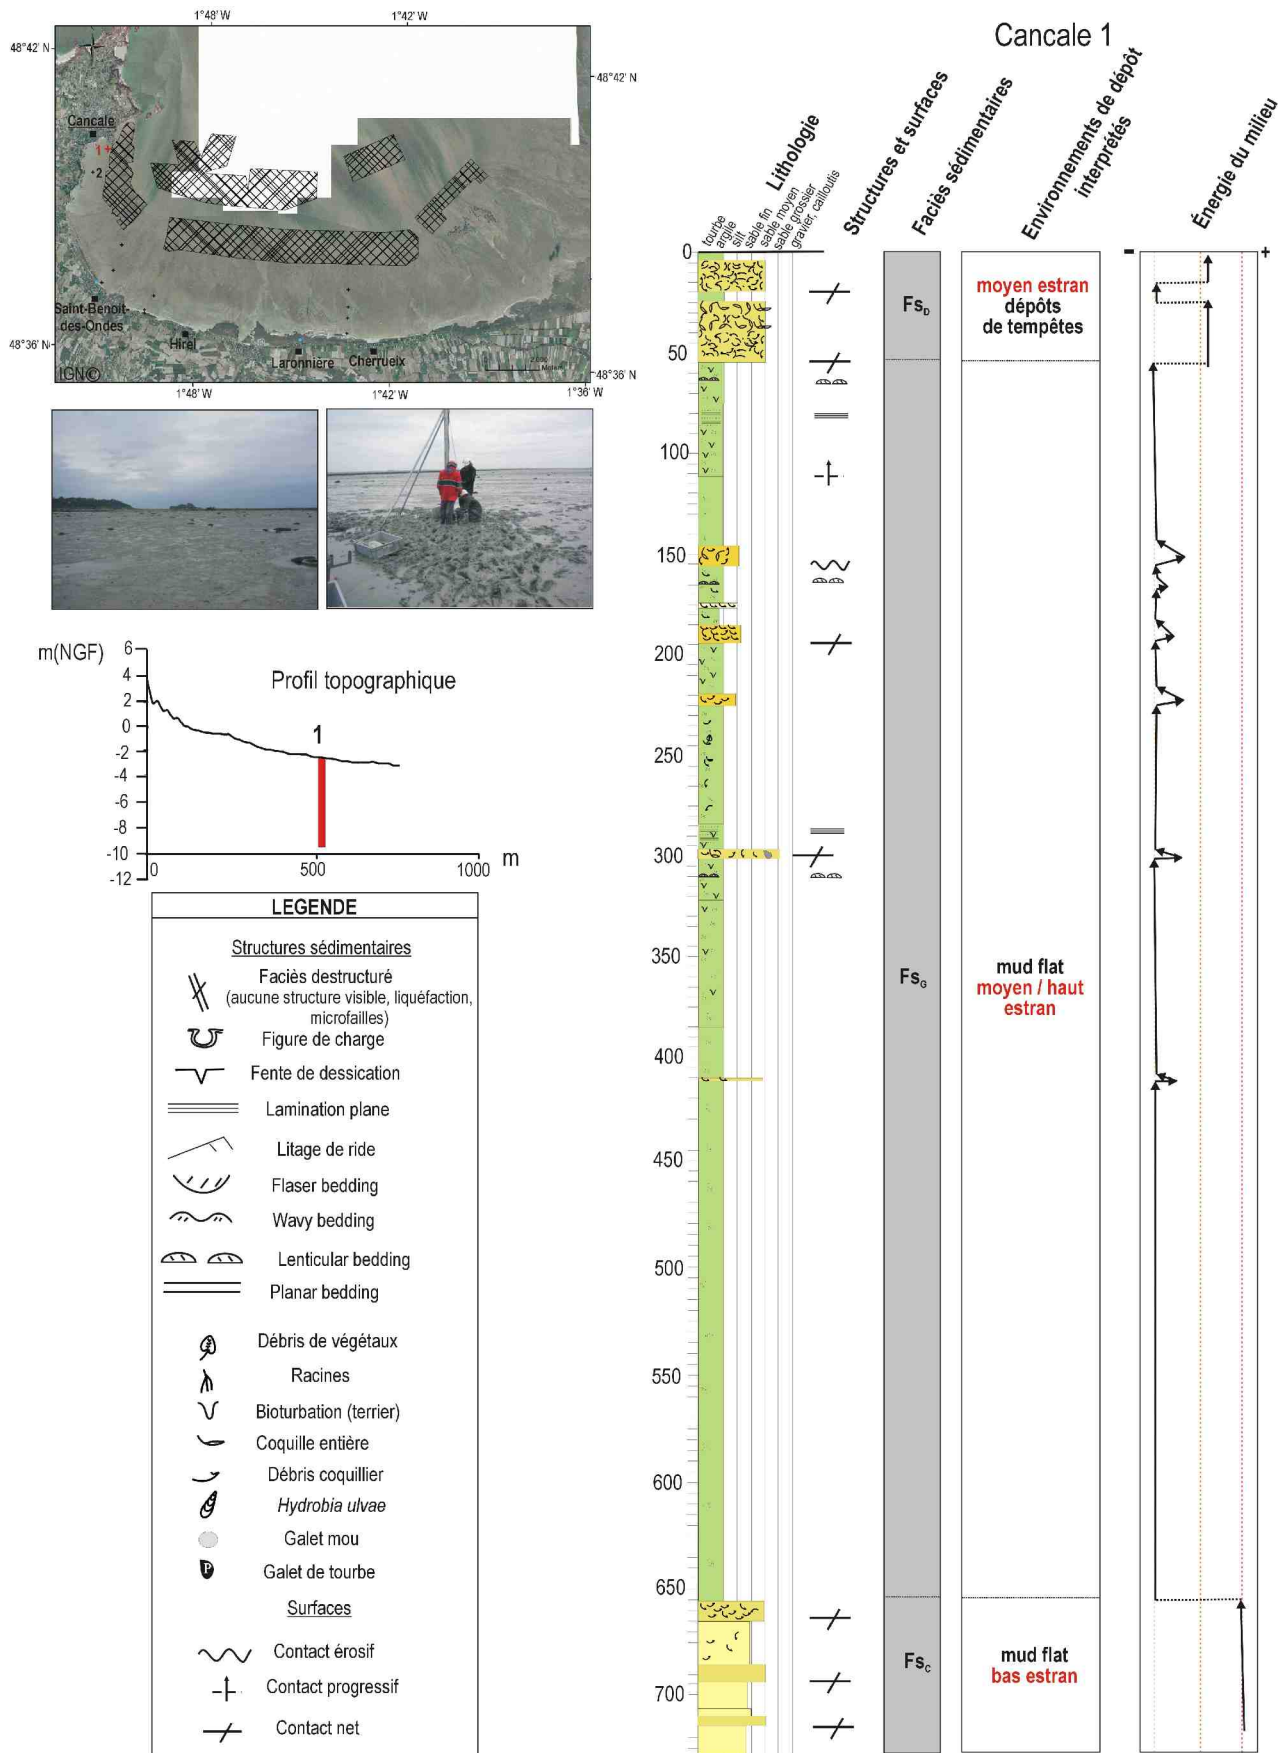 1°48' W
1°42' W
48°42' N
48°42' N
Cancale
1
2
Saint-Benoit-
des-Ondes
Hirel
Laronnière
Cherrueix
48°36' N
48°36' N
IGN©
1°48' W
1°42' W
1°36' W
m(NGF)
6
4
2
0
-2
-4
-6
-8
-10
-12
Profil topographique
1
0
500
1000
m
LEGENDE
Structures sédimentaires
Faciès destructuré
(aucune structure visible, liquéfaction,
microfailles)
Figure de charge
Fente de dessication
Lamination plane
Litage de ride
Flaser bedding
Wavy bedding
Lenticular bedding
Planar bedding
Débris de végétaux
Racines
Bioturbation (terrier)
Coquille entière
Débris coquillier
Hydrobia ulvae
Galet mou
P
Galet de tourbe
Surfaces
Contact érosif
Contact progressif
Contact net
Cancale 1
Lithologie
tourbe
argile
silt
sable fin
sable moyen
sable grossier
gravier, cailloutis
Structures et surfaces
Faciès sédimentaires
Environnements de dépôt
interprétés
Énergie du milieu
-
+
0
50
100
150
200
250
300
350
400
450
500
550
600
650
700
FsD
moyen estran
dépôts
de tempêtes
FsG
mud flat
moyen / haut
estran
FsC
mud flat
bas estran